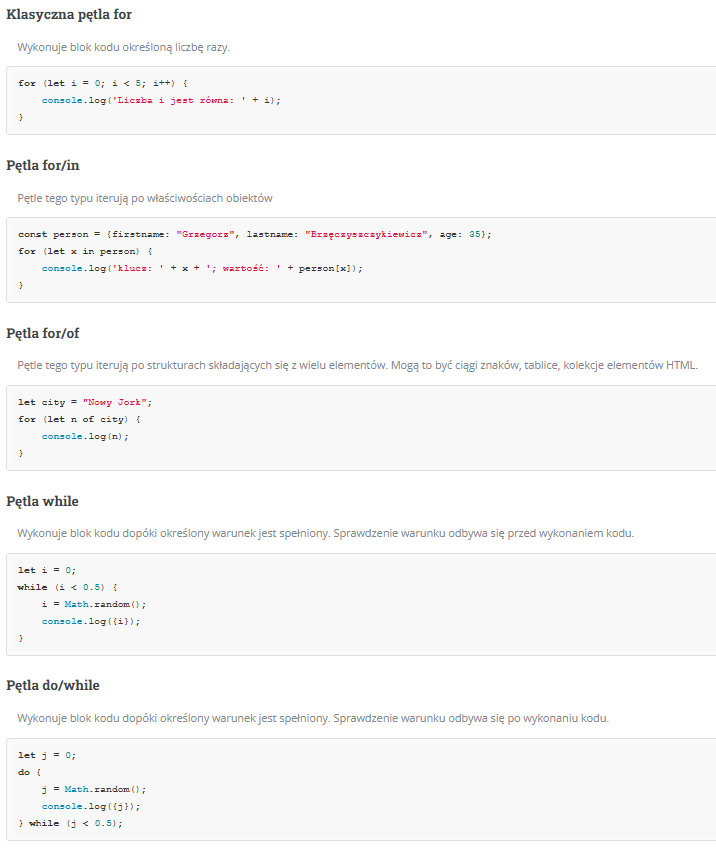 Klasyczna pętla for
Wykonuje blok kodu określoną liczbę razy.
for (let i = 0; i < 5; i++) {
    console.log('Liczba i jest równa: ' + i);
}
Pętla for/in
Pętle tego typu iterują po właściwościach obiektów
const person = {firstname: "Grzegorz", lastname: "Brzęczyszczykiewicz", age: 35};
for (let x in person) {
    console.log('klucz: ' + x + '; wartość: ' + person[x]);
}
Pętla for/of
Pętle tego typu iterują po strukturach składających się z wielu elementów. Mogą to być ciągi znaków, tablice, kolekcje elementów HTML.
let city = "Nowy Jork";
for (let n of city) {
    console.log(n);
}
Pętla while
Wykonuje blok kodu dopóki określony warunek jest spełniony. Sprawdzenie warunku odbywa się przed wykonaniem kodu.
let i = 0;
while (i < 0.5) {
    i = Math.random();
    console.log({i});
}
Pętla do/while
Wykonuje blok kodu dopóki określony warunek jest spełniony. Sprawdzenie warunku odbywa się po wykonaniu kodu.
let j = 0;
do {
    j = Math.random();
    console.log({j});
} while (j < 0.5);